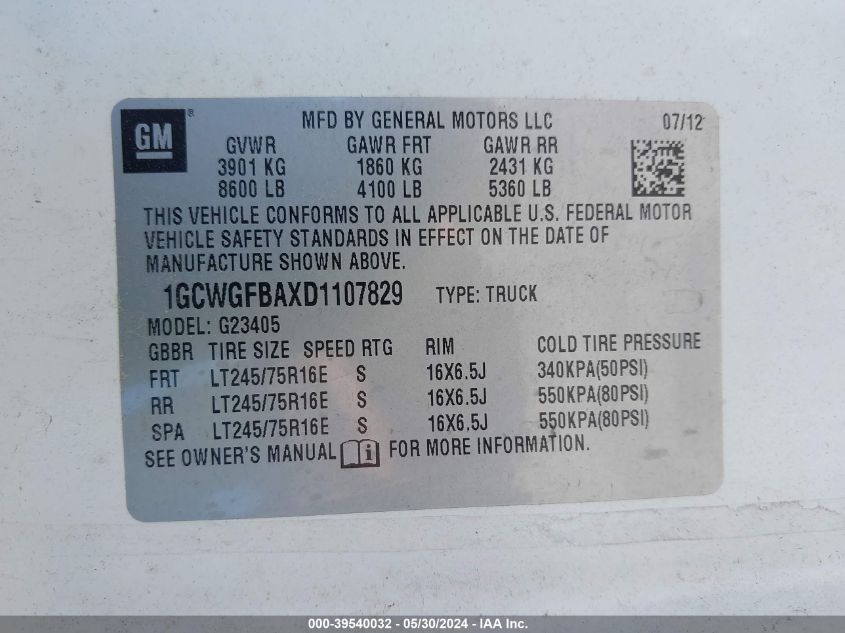 GM ®
MFD BY GENERAL MOTORS LLC 07/12
GVWR GAWR FRT GAWR RR
3901 KG 1860 KG 2431 KG
8600 LB 4100 LB 5360 LB
THIS VEHICLE CONFORMS TO ALL APPLICABLE U.S. FEDERAL MOTOR
VEHICLE SAFETY STANDARDS IN EFFECT ON THE DATE OF
MANUFACTURE SHOWN ABOVE.
1GCWGFBAXD1107829 TYPE: TRUCK
MODEL: G23405
GBBR TIRE SIZE SPEED RTG RIM COLD TIRE PRESSURE
FRT LT245/75R16E S 16X6.5J 340KPA(50PSI)
RR LT245/75R16E S 16X6.5J 550KPA(80PSI)
SPA LT245/75R16E S 16X6.5J 550KPA(80PSI)
SEE OWNER'S MANUAL i FOR MORE INFORMATION.
000-39540032 - 05/30/2024 - IAA Inc.